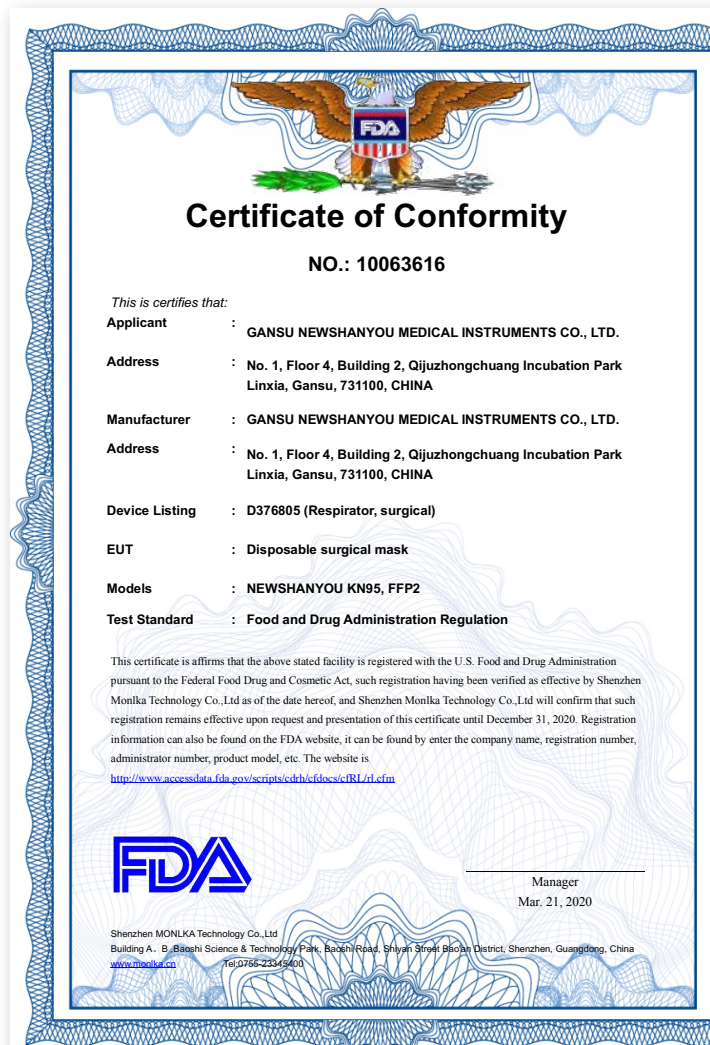 FDA
Certificate of Conformity
NO.: 10063616
This is certifies that:
Applicant : GANSU NEWSHANYOU MEDICAL INSTRUMENTS CO., LTD.
Address : No. 1, Floor 4, Building 2, Qijuzhongchuang Incubation Park
Linxia, Gansu, 731100, CHINA
Manufacturer : GANSU NEWSHANYOU MEDICAL INSTRUMENTS CO., LTD.
Address : No. 1, Floor 4, Building 2, Qijuzhongchuang Incubation Park
Linxia, Gansu, 731100, CHINA
Device Listing : D376805 (Respirator, surgical)
EUT : Disposable surgical mask
Models : NEWSHANYOU KN95, FFP2
Test Standard : Food and Drug Administration Regulation
This certificate is affirms that the above stated facility is registered with the U.S. Food and Drug Administration
pursuant to the Federal Food Drug and Cosmetic Act, such registration having been verified as effective by Shenzhen
Monlka Technology Co.,Ltd as of the date hereof, and Shenzhen Monlka Technology Co.,Ltd will confirm that such
registration remains effective upon request and presentation of this certificate until December 31, 2020. Registration
information can also be found on the FDA website, it can be found by enter the company name, registration number,
administrator number, product model, etc. The website is
http://www.accessdata.fda.gov/scripts/cdrh/cfdocs/cfRL/rl.cfm
FDA
Manager
Mar. 21, 2020
Shenzhen MONLKA Technology Co.,Ltd
Building A、B ,Baoshi Science & Technology Park, Baoshi Road, Shiyan Street Bao'an District, Shenzhen, Guangdong, China
www.monlka.cn Tel:0755-23345400